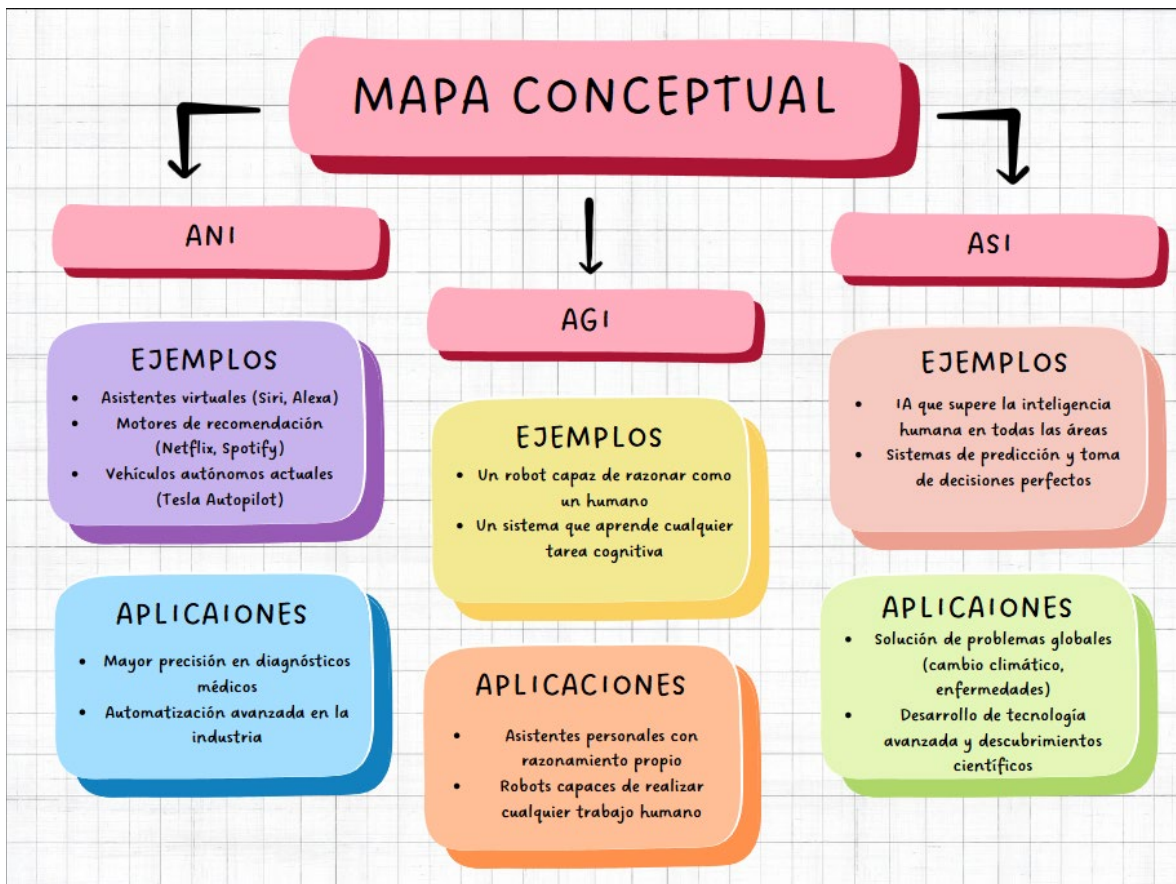 MAPA CONCEPTUAL
ANI
EJEMPLOS
• Asistentes virtuales (Siri, Alexa)
• Motores de recomendación
(Netflix, Spotify)
• Vehículos autónomos actuales
(Tesla Autopilot)
APLICAIONES
• Mayor precisión en diagnósticos
médicos
• Automatización avanzada en la
industria
AGI
EJEMPLOS
• Un robot capaz de razonar como
un humano
• Un sistema que aprende cualquier
tarea cognitiva
APLICACIONES
• Asistentes personales con
razonamiento propio
• Robots capaces de realizar
cualquier trabajo humano
ASI
EJEMPLOS
• IA que supere la inteligencia
humana en todas las áreas
• Sistemas de predicción y toma
de decisiones perfectos
APLICAIONES
• Solución de problemas globales
(cambio climático,
enfermedades)
• Desarrollo de tecnología
avanzada y descubrimientos
científicos